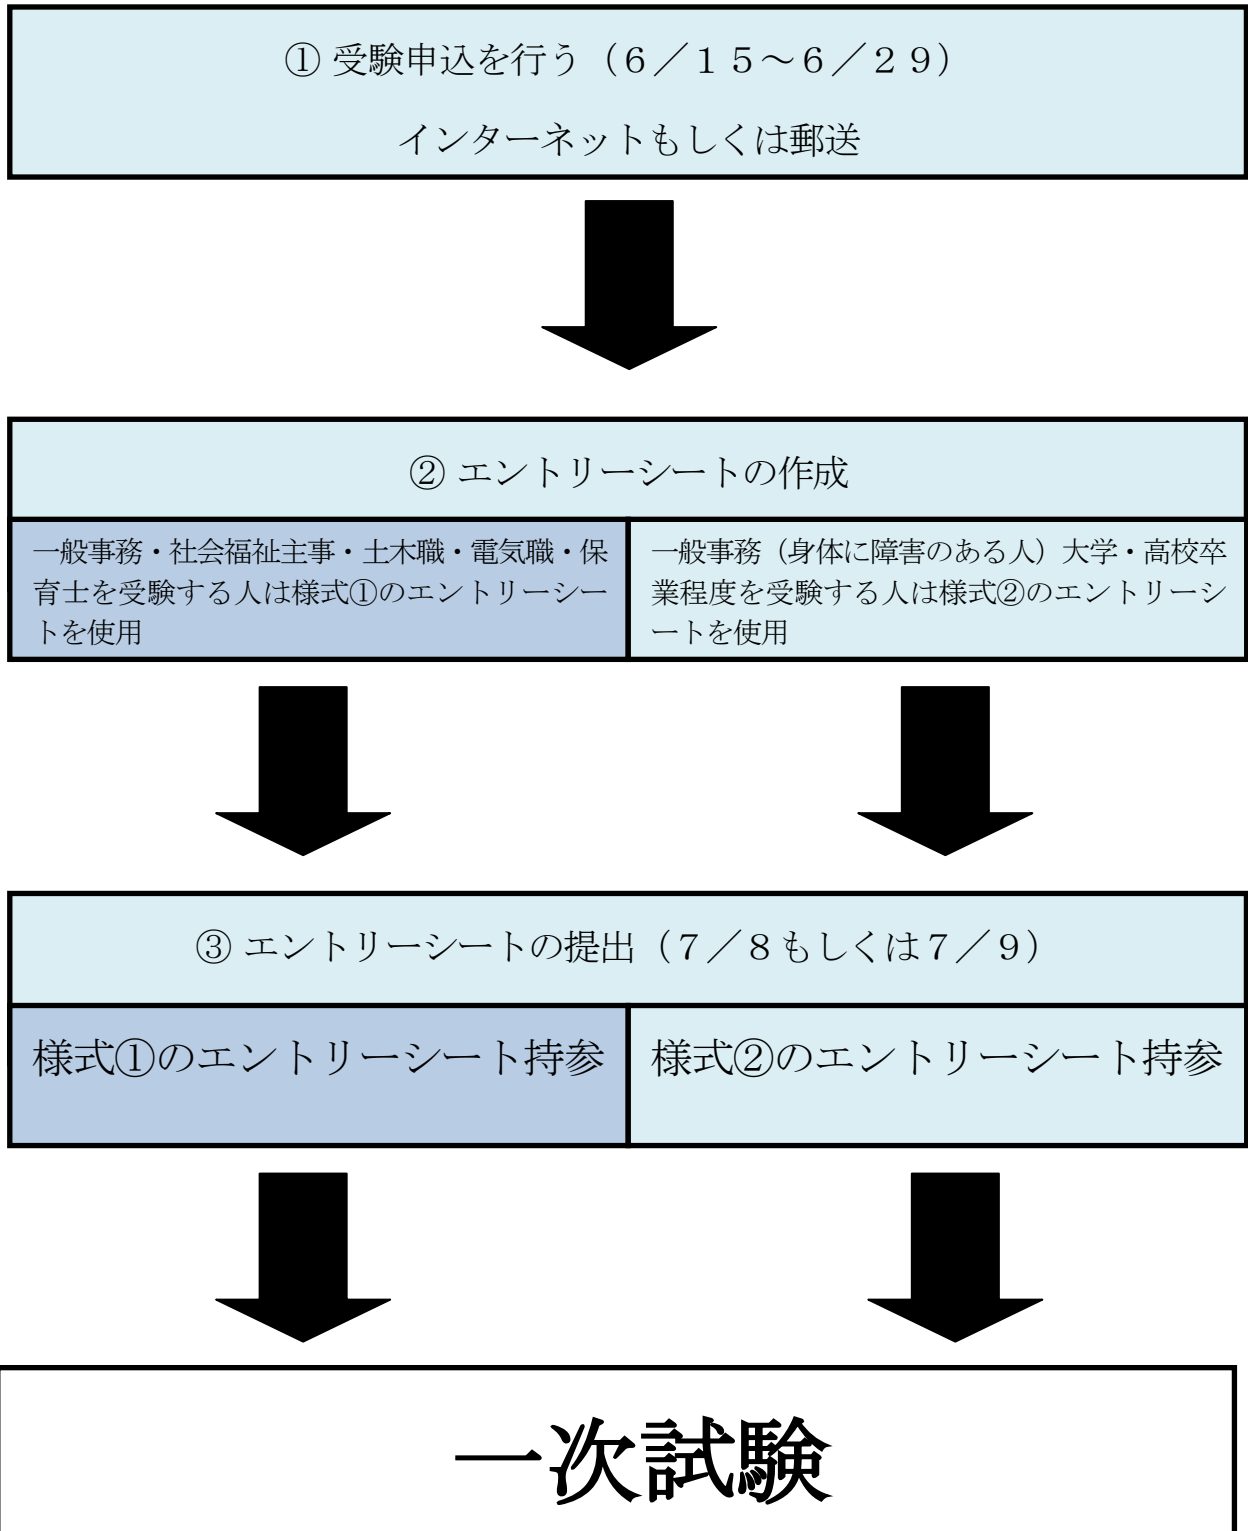 ① 受験申込を行う（６／１５～６／２９）
インターネットもしくは郵送
② エントリーシートの作成
一般事務・社会福祉主事・土木職・電気職・保
育士を受験する人は様式①のエントリーシー
トを使用
一般事務（身体に障害のある人）大学・高校卒
業程度を受験する人は様式②のエントリーシ
ートを使用
③ エントリーシートの提出（７／８もしくは７／９）
様式①のエントリーシート持参
様式②のエントリーシート持参
一次試験